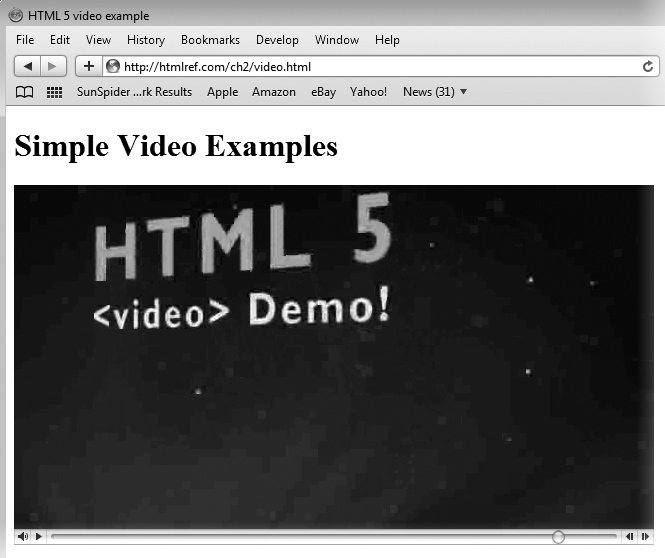 HTML 5 video example
File Edit View History Bookmarks Develop Window Help
http://htmlref.com/ch2/video.html
SunSpider ...rk Results Apple Amazon eBay Yahoo! News (31)
Simple Video Examples
HTML 5
<video> Demo!